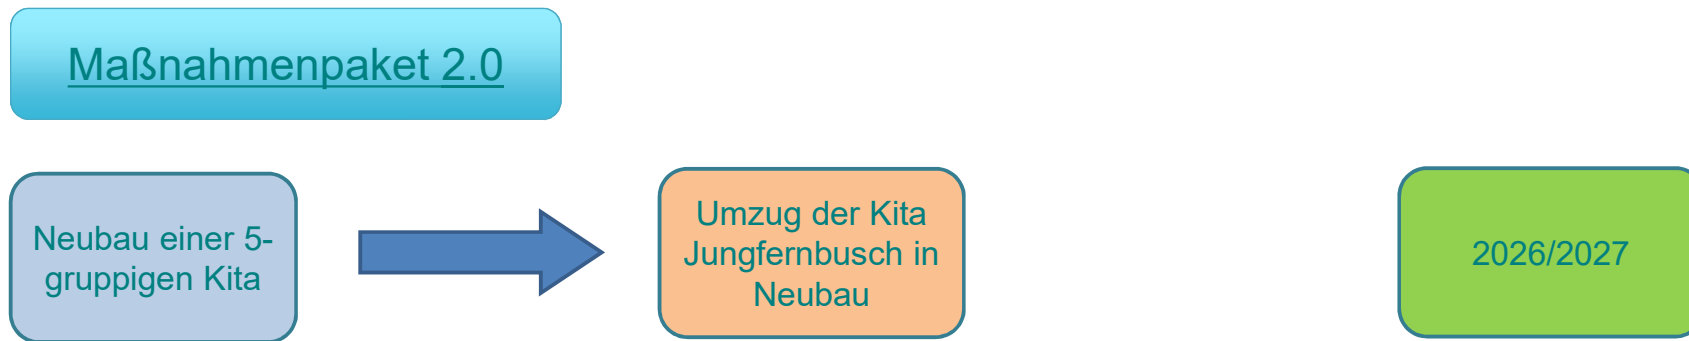 Maßnahmenpaket 2.0
Neubau einer 5-
gruppigen Kita
Umzug der Kita
Jungfernbusch in
Neubau
2026/2027